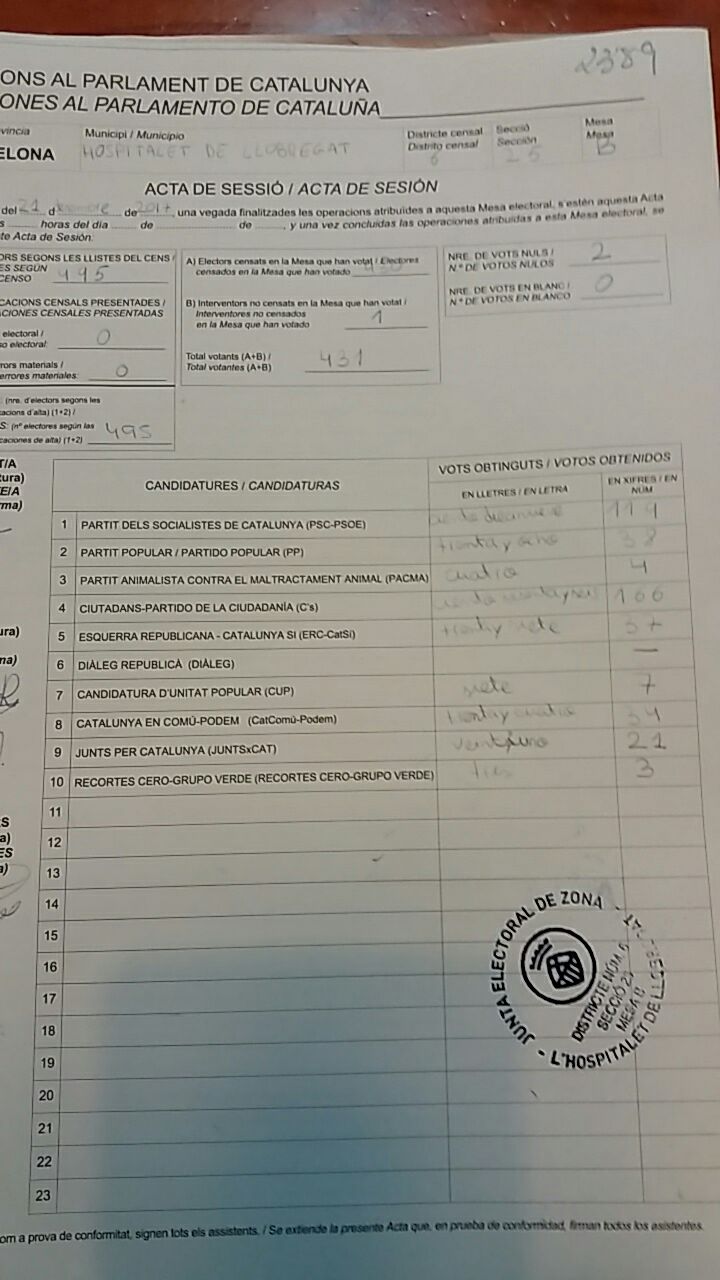 2389
ONS AL PARLAMENT DE CATALUNYA
ONES AL PARLAMENTO DE CATALUÑA
vincia
Municipi / Municipio
Districte censal
Secció
Mesa
Distrito censal
Sección
Mesa
ELONA
HOSPITALET DE LLOBREGAT
6
B
ACTA DE SESSIÓ / ACTA DE SESIÓN
del 21 d de 2017, una vegada finalitzades les operacions atribuïdes a aquesta Mesa electoral, s'estén aquesta Acta
s horas del día de de , y una vez concluidas las operaciones atribuidas a esta Mesa electoral, se
te Acta de Sesión:
ORS SEGONS LES LLISTES DEL CENS /
ES SEGÚN
CENSO 495
CACIONS CENSALS PRESENTADES /
ACIONES CENSALES PRESENTADAS
electoral /
so electoral: 0
rors materials /
errores materiales: 0
: (nre. d'electors segons les
cacions d'alta) (1+2) /
S: (nº electores según las
caciones de alta) (1+2) 495
A) Electors censats en la Mesa que han votat / Electores
censados en la Mesa que han votado 430
B) Interventors no censats en la Mesa que han votat /
Interventores no censados
en la Mesa que han votado 1
Total votants (A+B) /
Total votantes (A+B) 431
NRE. DE VOTS NULS /
N.º DE VOTOS NULOS 2
NRE. DE VOTS EN BLANC /
N.º DE VOTOS EN BLANCO 0
T/A
tura)
TE/A
rma)
ura)
na)
S
a)
ES
a)
CANDIDATURES / CANDIDATURAS
VOTS OBTINGUTS / VOTOS OBTENIDOS
EN LLETRES / EN LETRA
EN XIFRES / EN NÚM
1 PARTIT DELS SOCIALISTES DE CATALUNYA (PSC-PSOE) 119
2 PARTIT POPULAR / PARTIDO POPULAR (PP) treinta y ocho 38
3 PARTIT ANIMALISTA CONTRA EL MALTRACTAMENT ANIMAL (PACMA) cuatro 4
4 CIUTADANS-PARTIDO DE LA CIUDADANÍA (C's) 166
5 ESQUERRA REPUBLICANA - CATALUNYA SI (ERC-CatSí) treinta y siete 37
6 DIÀLEG REPUBLICÀ (DIÀLEG) —
7 CANDIDATURA D'UNITAT POPULAR (CUP) siete 7
8 CATALUNYA EN COMÚ-PODEM (CatComú-Podem) treinta y cuatro 34
9 JUNTS PER CATALUNYA (JUNTSxCAT) veintiuno 21
10 RECORTES CERO-GRUPO VERDE (RECORTES CERO-GRUPO VERDE) tres 3
11
12
13
14
15
16
17
18
19
20
21
22
23
JUNTA ELECTORAL DE ZONA
DISTRICTE NÚM. 6
SECCIÓ
MESA B
- L'HOSPITALET DE LLOBR
om a prova de conformitat, signen tots els assistents. / Se extiende la presente Acta que, en prueba de conformidad, firman todos los asistentes.